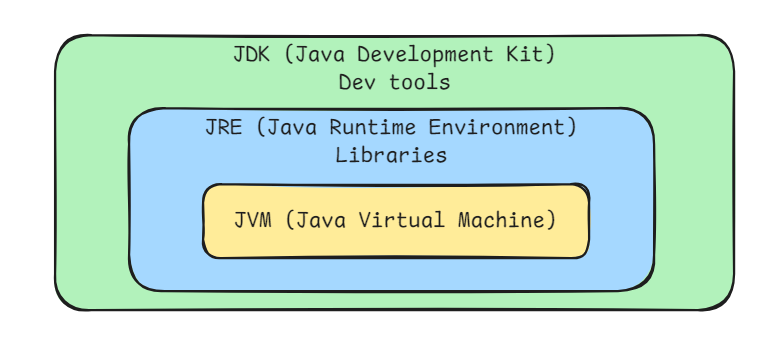 JDK (Java Development Kit)
Dev tools
JRE (Java Runtime Environment)
Libraries
JVM (Java Virtual Machine)